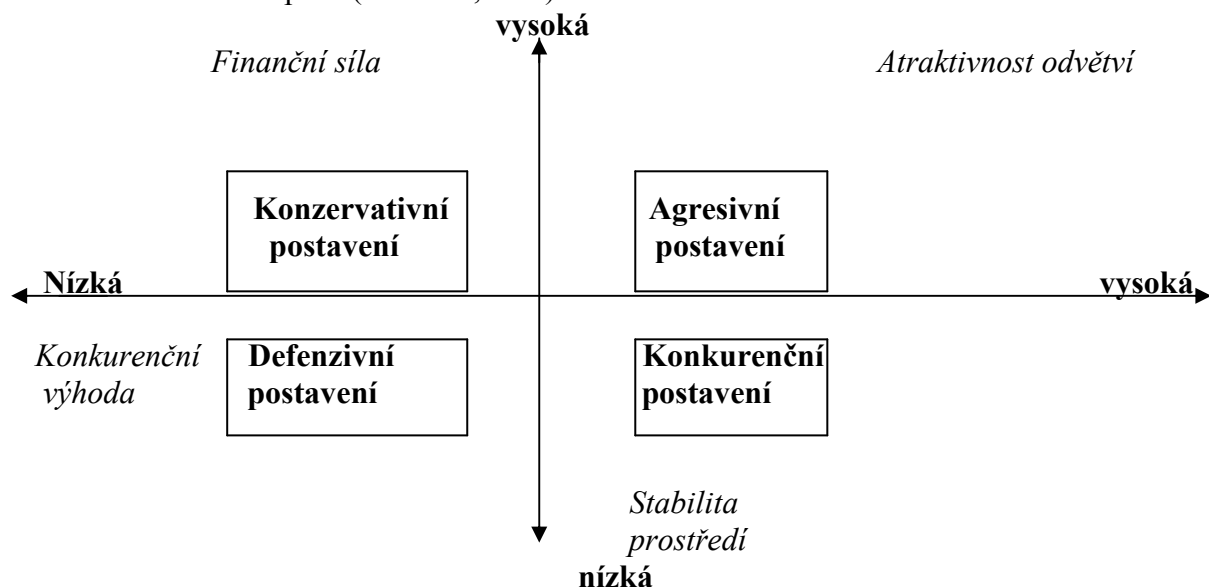 vysoká
Finanční síla
Atraktivnost odvětví
Konzervativní
postavení
Agresivní
postavení
Nízká
vysoká
Konkurenční
výhoda
Defenzivní
postavení
Konkurenční
postavení
Stabilita
prostředí
nízká